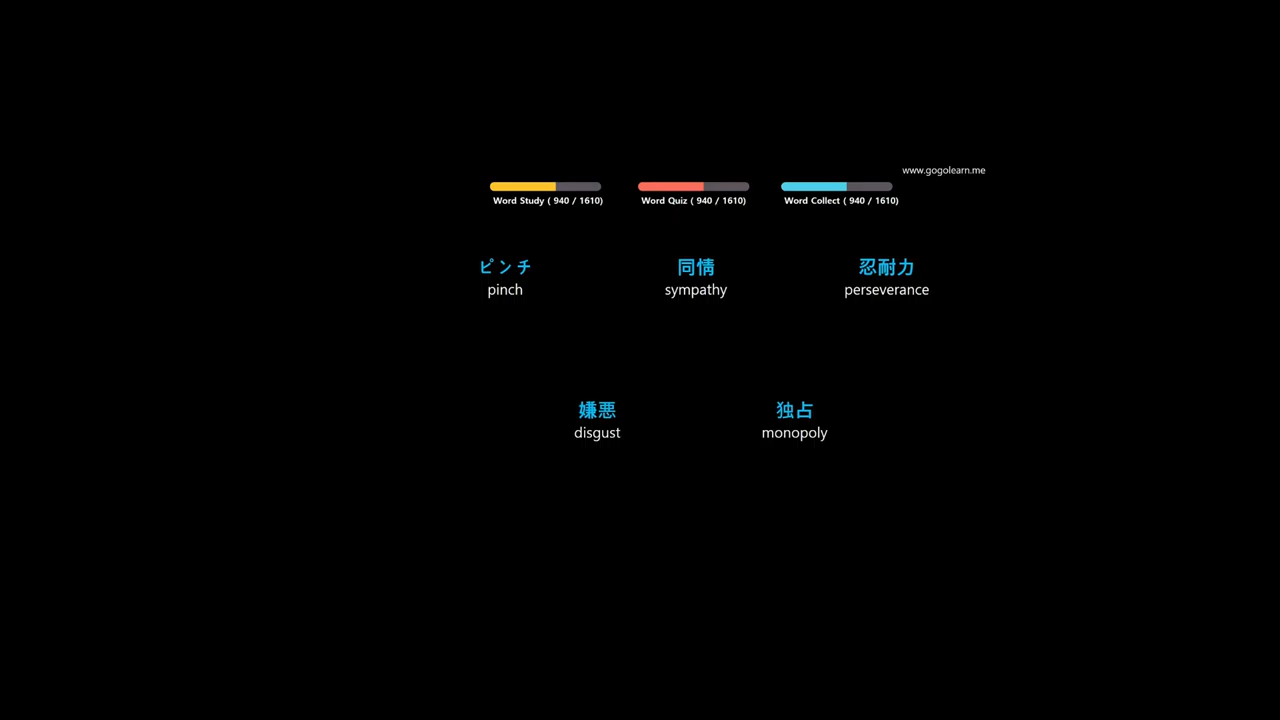 www.gogolearn.me
Word Study ( 940 / 1610)
Word Quiz ( 940 / 1610)
Word Collect ( 940 / 1610)
ピンチ
pinch
同情
sympathy
忍耐力
perseverance
嫌悪
disgust
独占
monopoly